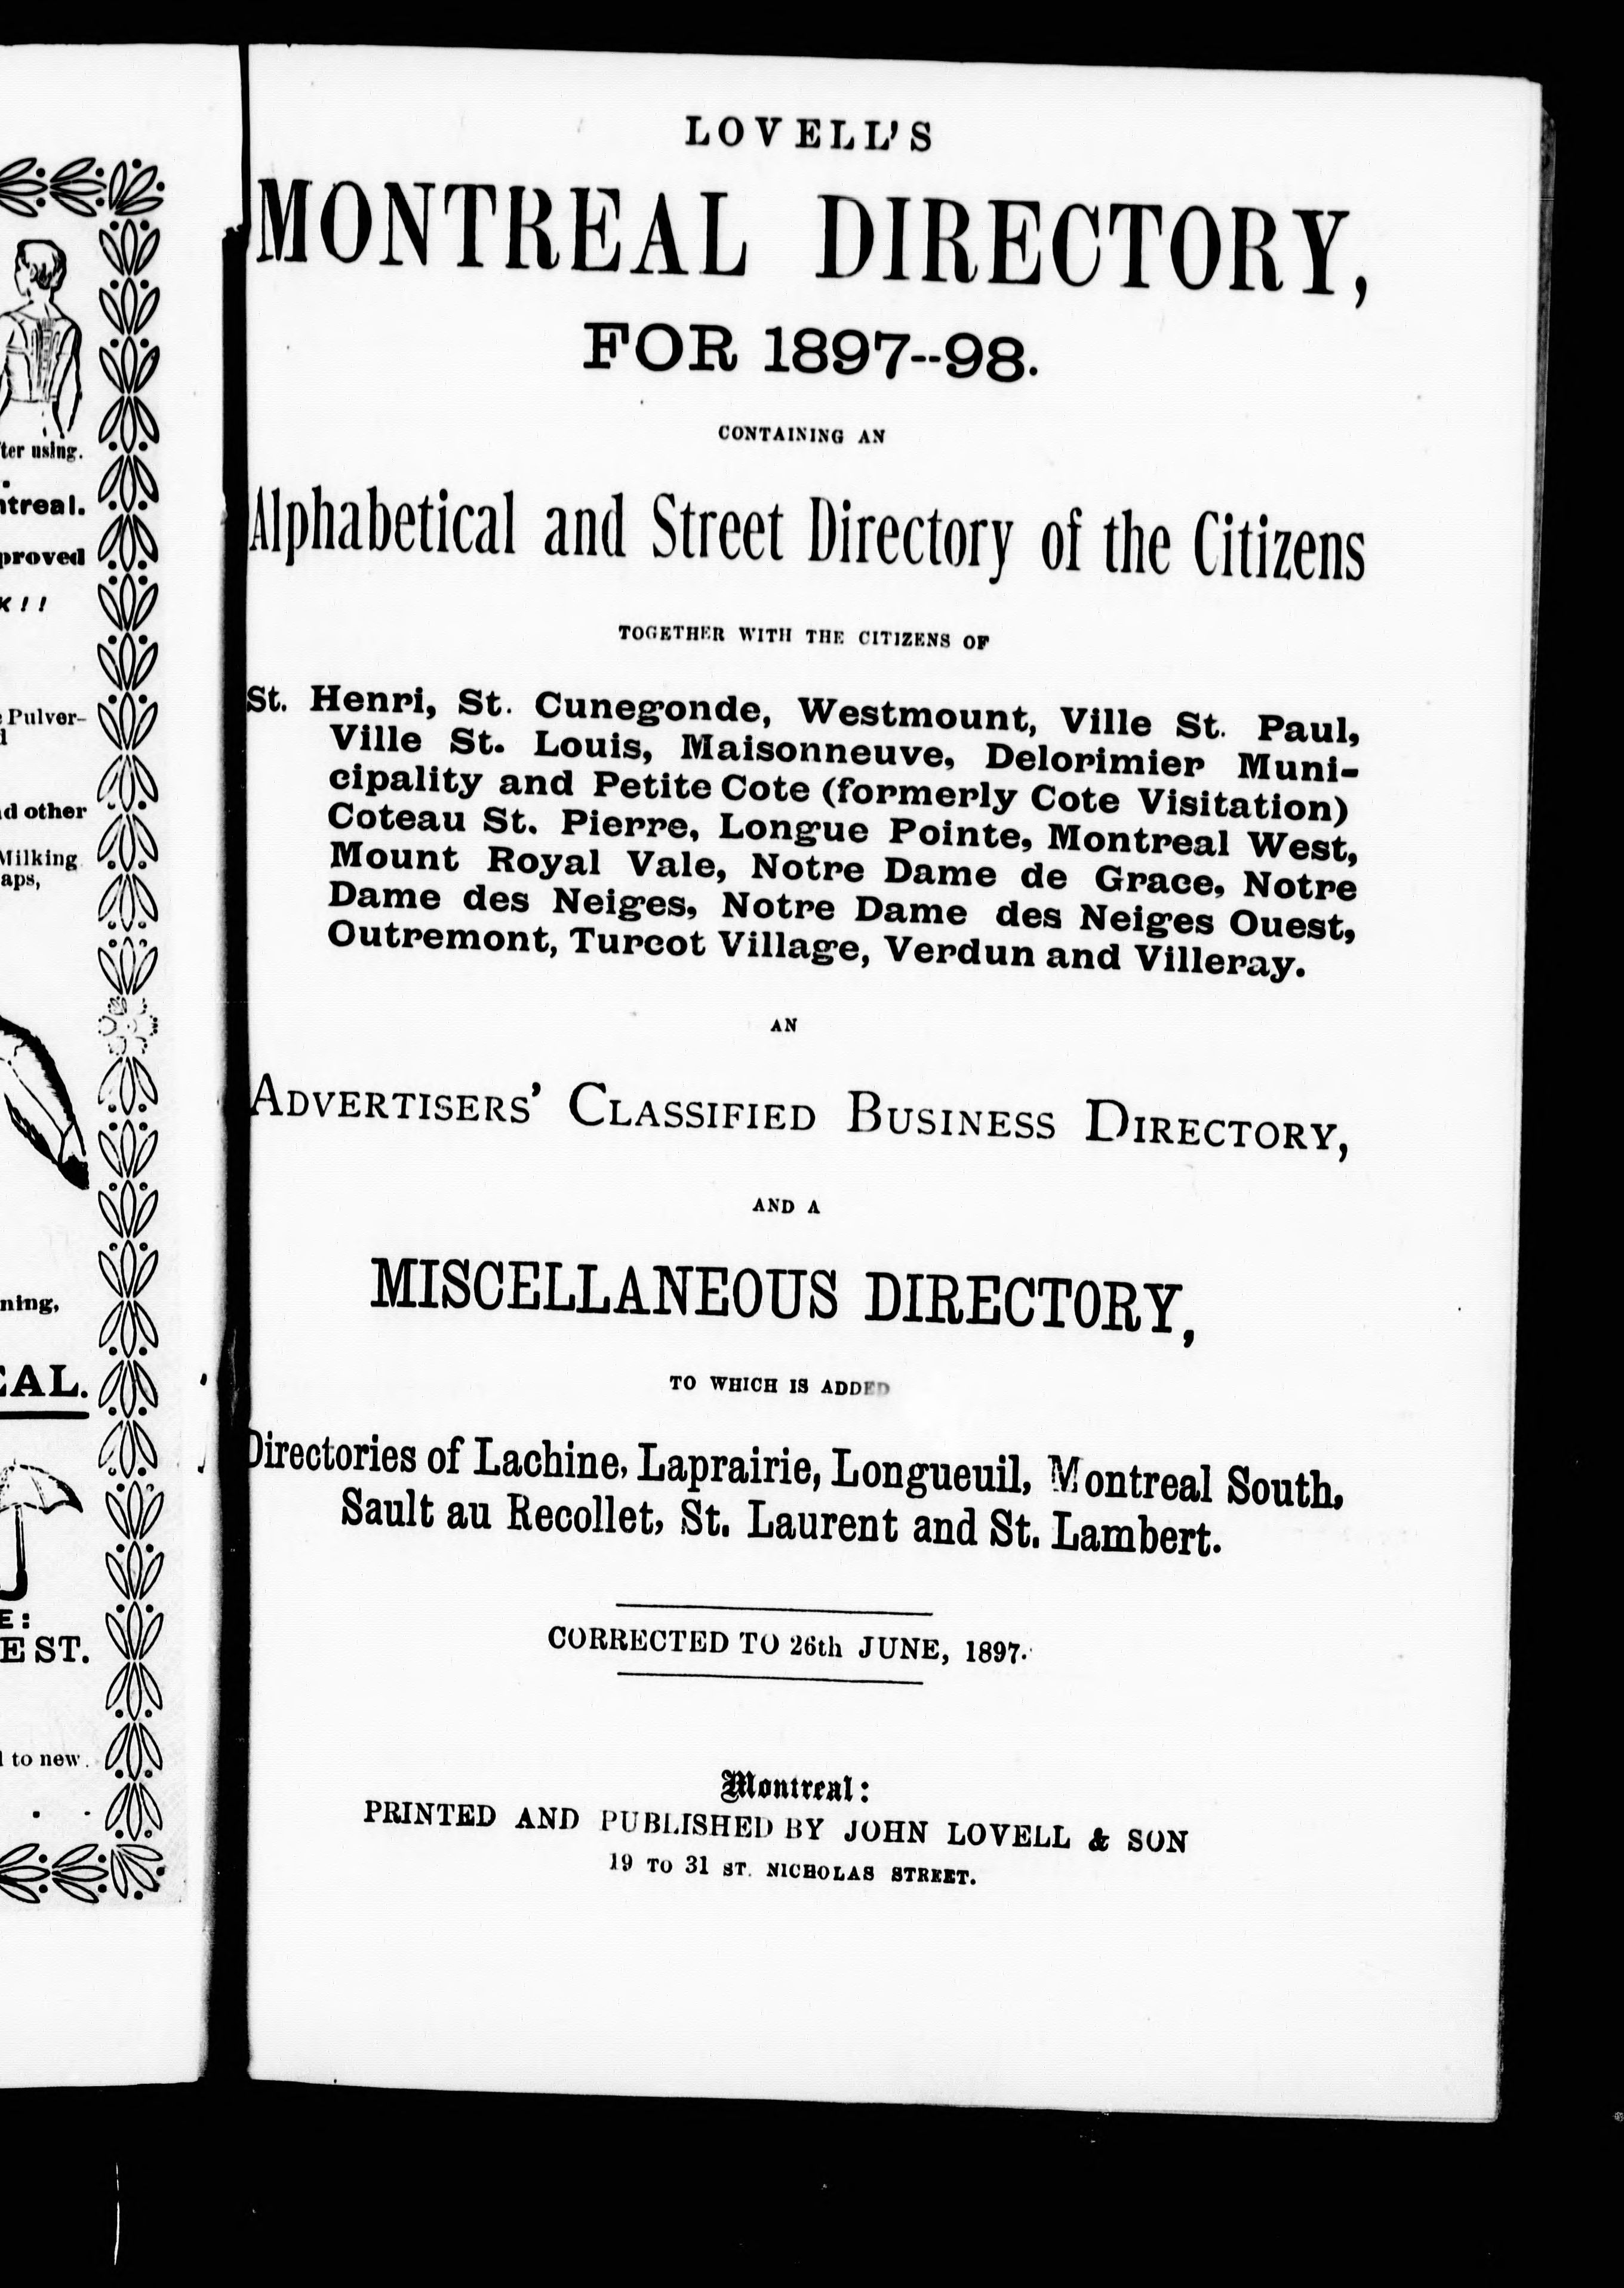 ter using.
ntreal.
proved
K!!
Pulver-
d other
Milking
aps,
ning,
EAL.
E:
E ST.
l to new.
LOVELL'S
MONTREAL DIRECTORY,
FOR 1897--98.
CONTAINING AN
Alphabetical and Street Directory of the Citizens
TOGETHER WITH THE CITIZENS OF
St. Henri, St. Cunegonde, Westmount, Ville St. Paul,
Ville St. Louis, Maisonneuve, Delorimier Muni-
cipality and Petite Cote (formerly Cote Visitation)
Coteau St. Pierre, Longue Pointe, Montreal West,
Mount Royal Vale, Notre Dame de Grace, Notre
Dame des Neiges, Notre Dame des Neiges Ouest,
Outremont, Turcot Village, Verdun and Villeray.
AN
ADVERTISERS' CLASSIFIED BUSINESS DIRECTORY,
AND A
MISCELLANEOUS DIRECTORY,
TO WHICH IS ADDED
Directories of Lachine, Laprairie, Longueuil, Montreal South,
Sault au Recollet, St. Laurent and St. Lambert.
CORRECTED TO 26th JUNE, 1897.
Montreal:
PRINTED AND PUBLISHED BY JOHN LOVELL & SON
19 TO 31 ST. NICHOLAS STREET.